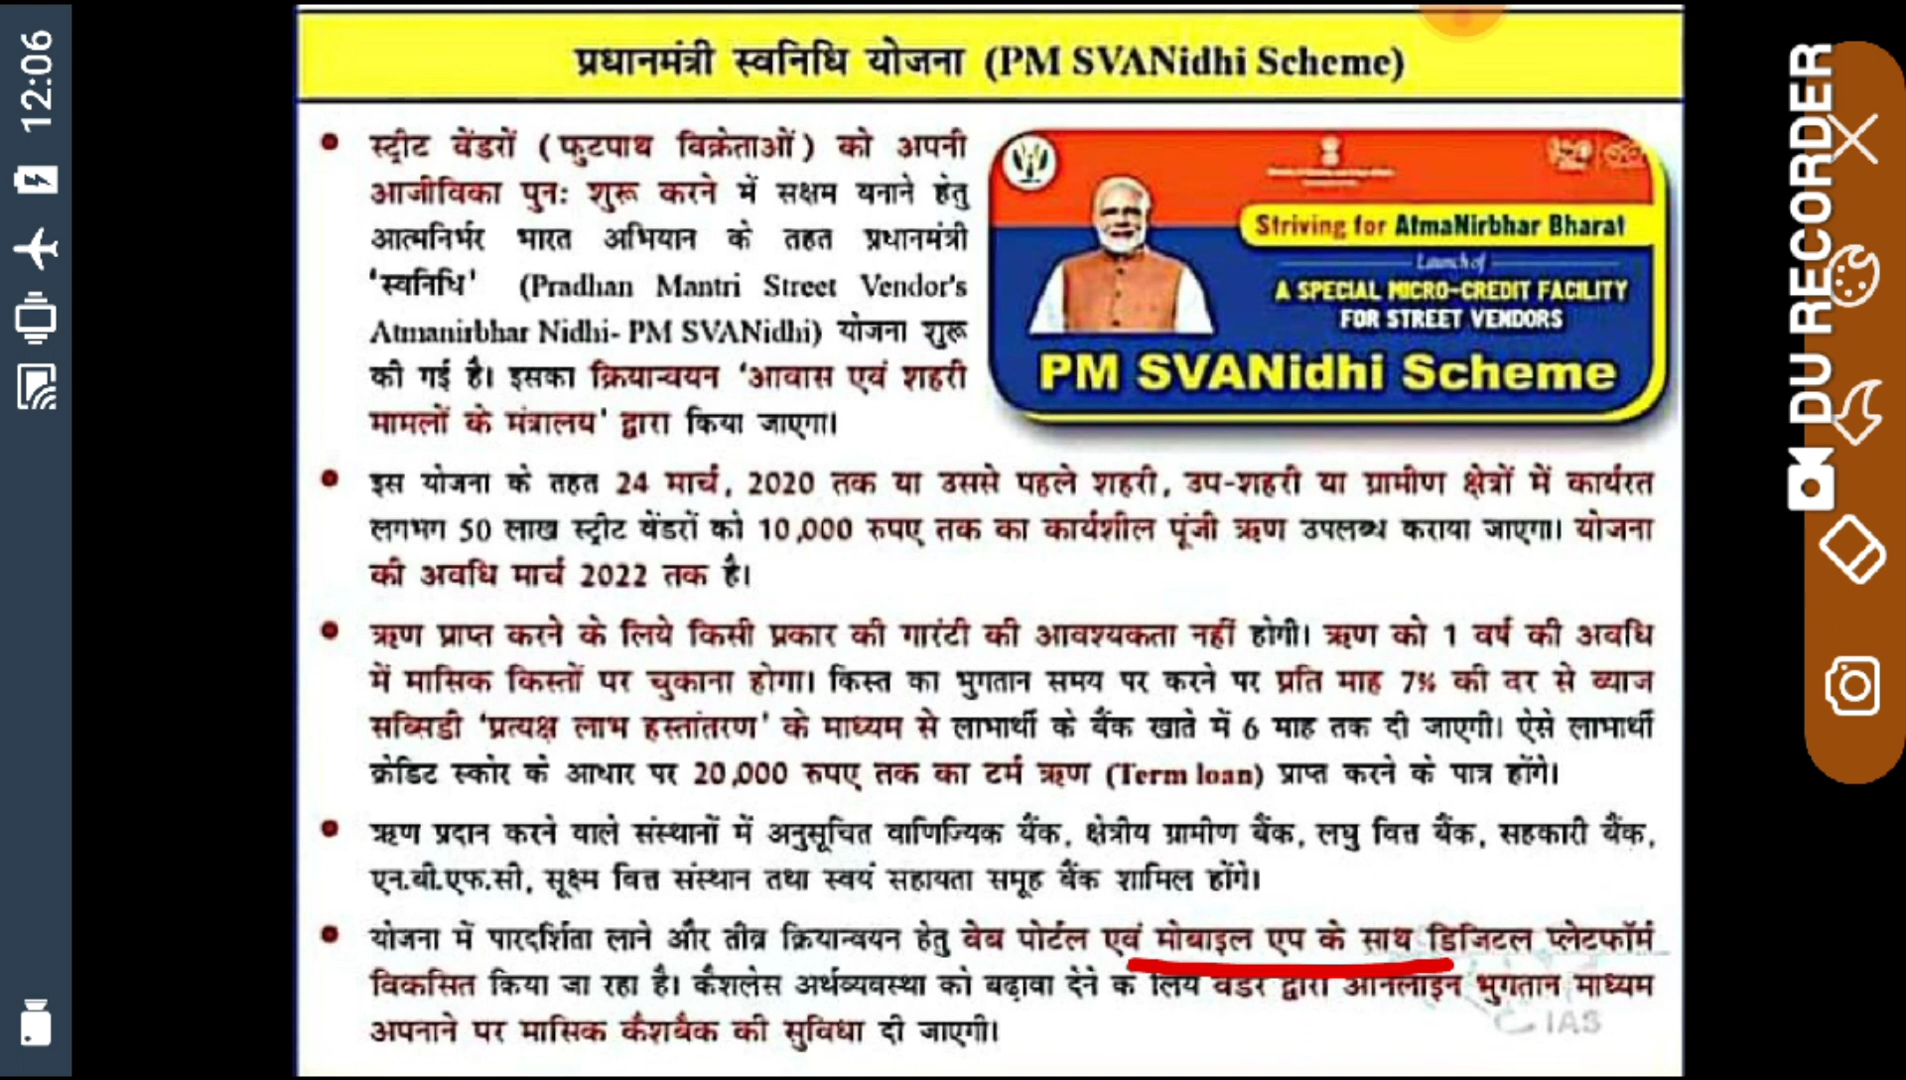 12:06
प्रधानमंत्री स्वनिधि योजना (PM SVANidhi Scheme)
स्ट्रीट वेंडरों (फुटपाथ विक्रेताओं) को अपनी
आजीविका पुनः शुरू करने में सक्षम बनाने हेतु
आत्मनिर्भर भारत अभियान के तहत प्रधानमंत्री
'स्वनिधि' (Pradhan Mantri Street Vendor's
Atmanirbhar Nidhi- PM SVANidhi) योजना शुरू
की गई है। इसका क्रियान्वयन 'आवास एवं शहरी
मामलों के मंत्रालय' द्वारा किया जाएगा।
Striving for AtmaNirbhar Bharat
Launch of
A SPECIAL MICRO-CREDIT FACILITY
FOR STREET VENDORS
PM SVANidhi Scheme
इस योजना के तहत 24 मार्च, 2020 तक या उससे पहले शहरी, उप-शहरी या ग्रामीण क्षेत्रों में कार्यरत
लगभग 50 लाख स्ट्रीट वेंडरों को 10,000 रुपए तक का कार्यशील पूंजी ऋण उपलब्ध कराया जाएगा। योजना
की अवधि मार्च 2022 तक है।
ऋण प्राप्त करने के लिये किसी प्रकार की गारंटी की आवश्यकता नहीं होगी। ऋण को 1 वर्ष की अवधि
में मासिक किस्तों पर चुकाना होगा। किस्त का भुगतान समय पर करने पर प्रति माह 7% की दर से ब्याज
सब्सिडी 'प्रत्यक्ष लाभ हस्तांतरण' के माध्यम से लाभार्थी के बैंक खाते में 6 माह तक दी जाएगी। ऐसे लाभार्थी
क्रेडिट स्कोर के आधार पर 20,000 रुपए तक का टर्म ऋण (Term loan) प्राप्त करने के पात्र होंगे।
ऋण प्रदान करने वाले संस्थानों में अनुसूचित वाणिज्यिक बैंक, क्षेत्रीय ग्रामीण बैंक, लघु वित्त बैंक, सहकारी बैंक,
एन.बी.एफ.सी, सूक्ष्म वित्त संस्थान तथा स्वयं सहायता समूह बैंक शामिल होंगे।
योजना में पारदर्शिता लाने और तीव्र क्रियान्वयन हेतु वेब पोर्टल एवं मोबाइल एप के साथ डिजिटल प्लेटफॉर्म
विकसित किया जा रहा है। कैशलेस अर्थव्यवस्था को बढ़ावा देने के लिये वेंडर द्वारा ऑनलाइन भुगतान माध्यम
अपनाने पर मासिक कैशबैक की सुविधा दी जाएगी।
IAS
DU RECORDER